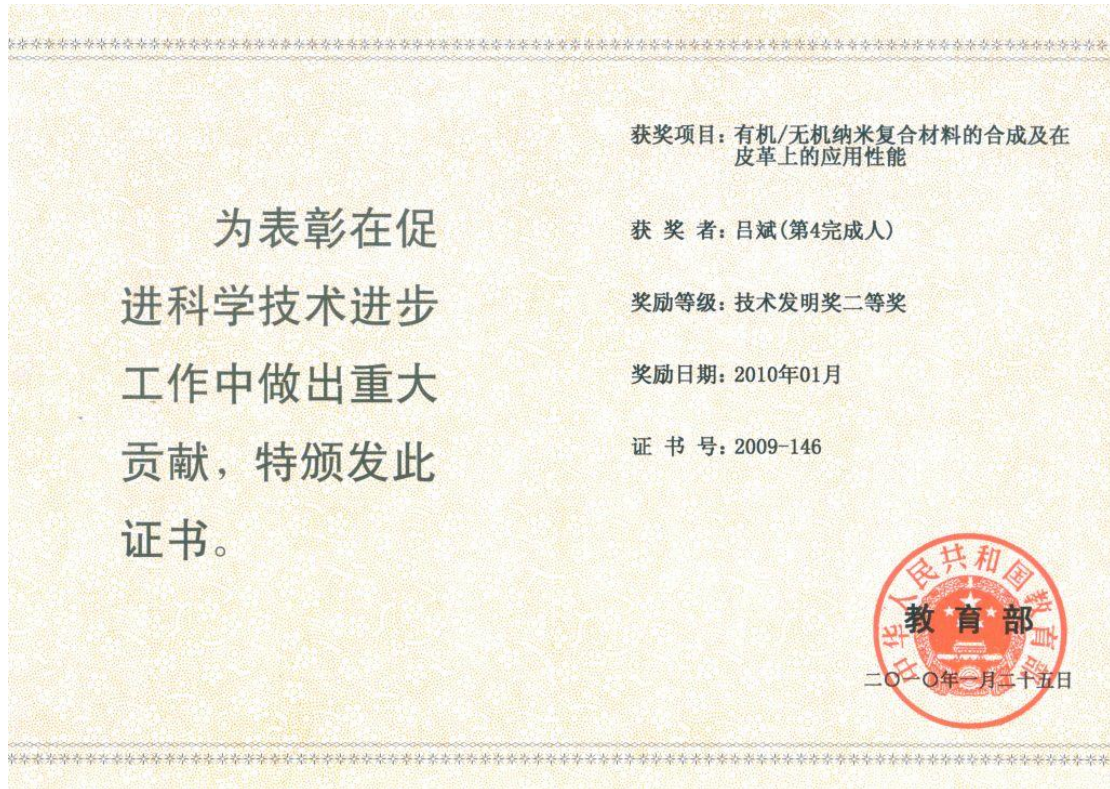 为表彰在促
进科学技术进步
工作中做出重大
贡献，特颁发此
证书。
获奖项目：有机/无机纳米复合材料的合成及在
皮革上的应用性能
获 奖 者：吕斌(第4完成人)
奖励等级：技术发明奖二等奖
奖励日期：2010年01月
证 书 号：2009-146
中华人民共和国教育部
教 育 部
二〇一〇年一月二十五日